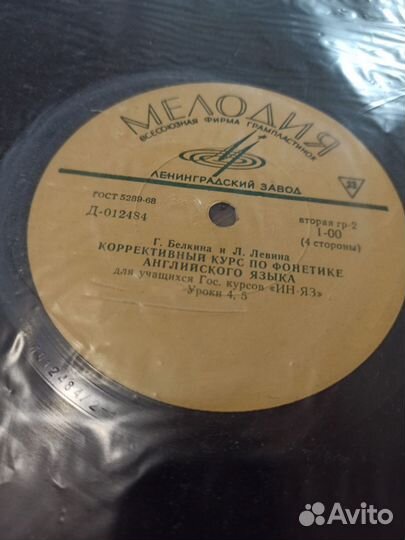 МЕЛОДИЯ
ВСЕСОЮЗНАЯ ФИРМА ГРАМПЛАСТИНОК
ЛЕНИНГРАДСКИЙ ЗАВОД
33
ГОСТ 5289-68
Д-012484
вторая гр-2
1-00
(4 стороны)
Г. Белкина и Л. Левина
КОРРЕКТИВНЫЙ КУРС ПО ФОНЕТИКЕ
АНГЛИЙСКОГО ЯЗЫКА
для учащихся Гос. курсов «ИН-ЯЗ»
Уроки 4, 5
Avito